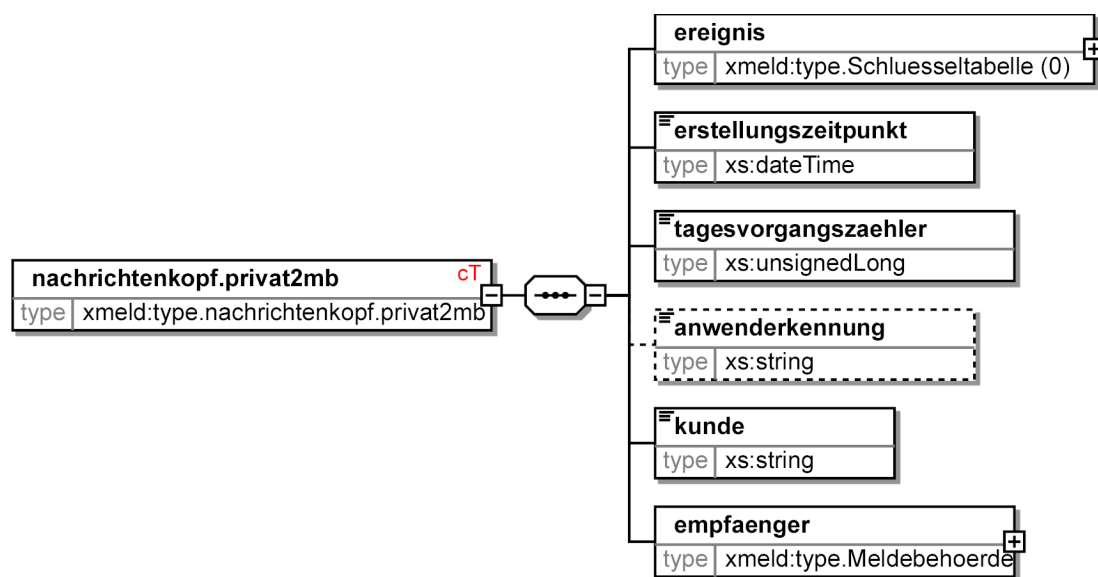 ereignis
type xmeld:type.Schluesseltabelle (0)
erstellungszeitpunkt
type xs:dateTime
tagesvorgangszaehler
type xs:unsignedLong
nachrichtenkopf.privat2mb cT
type xmeld:type.nachrichtenkopf.privat2mb
anwenderkennung
type xs:string
kunde
type xs:string
empfaenger
type xmeld:type.Meldebehoerde